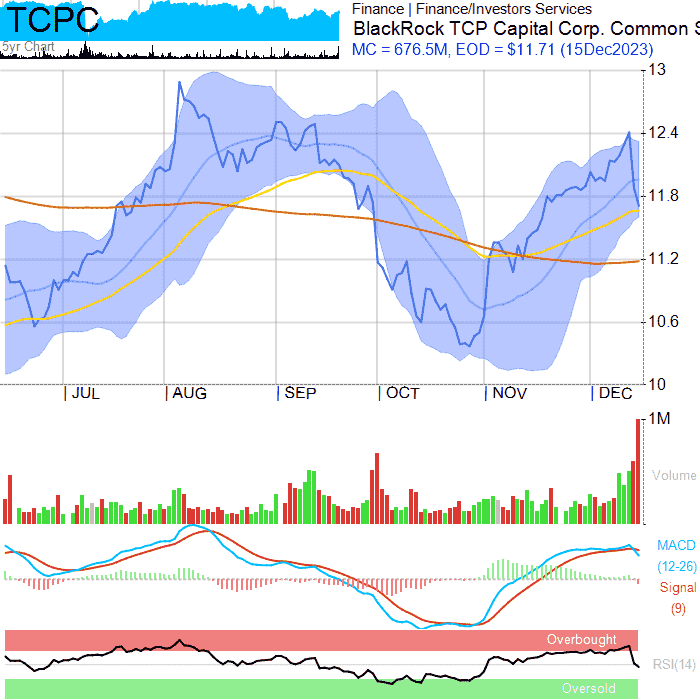 TCPC
5yr Chart
Finance | Finance/Investors Services
BlackRock TCP Capital Corp. Common S
MC = 676.5M, EOD = $11.71 (15Dec2023)
13
12.4
11.8
11.2
10.6
10
| JUL | AUG | SEP | OCT | NOV | DEC
1M
Volume
MACD
(12-26)
Signal
(9)
Overbought
RSI(14)
Oversold